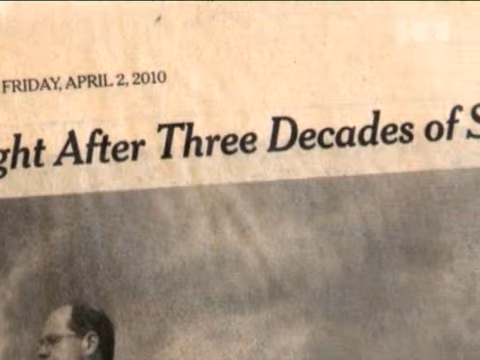 FRIDAY, APRIL 2, 2010
ght After Three Decades of S